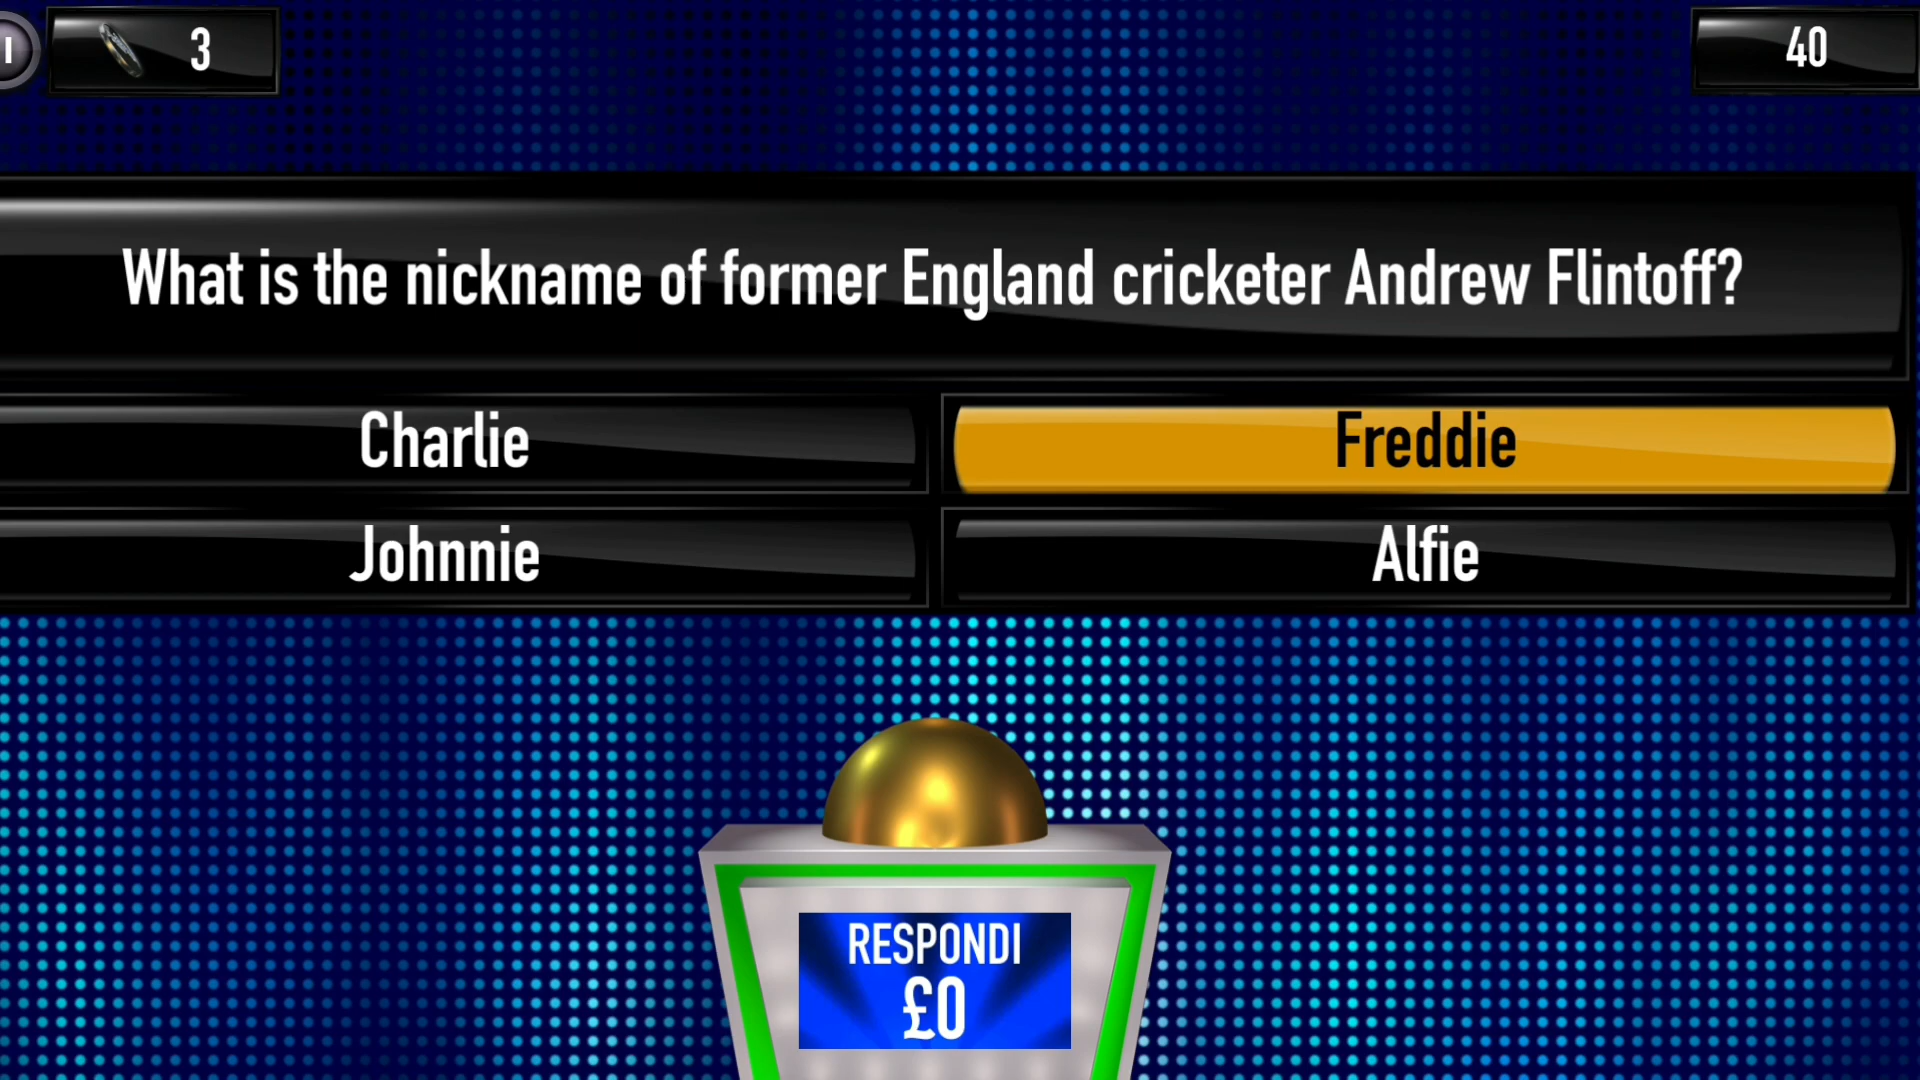 3
40
What is the nickname of former England cricketer Andrew Flintoff?
Charlie
Freddie
Johnnie
Alfie
RESPONDI
£0